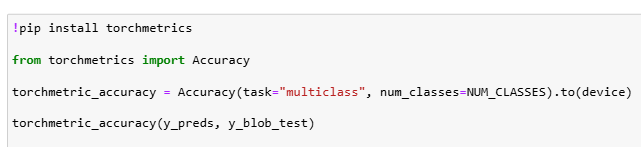 !pip install torchmetrics
from torchmetrics import Accuracy
torchmetric_accuracy = Accuracy(task="multiclass", num_classes=NUM_CLASSES).to(device)
torchmetric_accuracy(y_preds, y_blob_test)